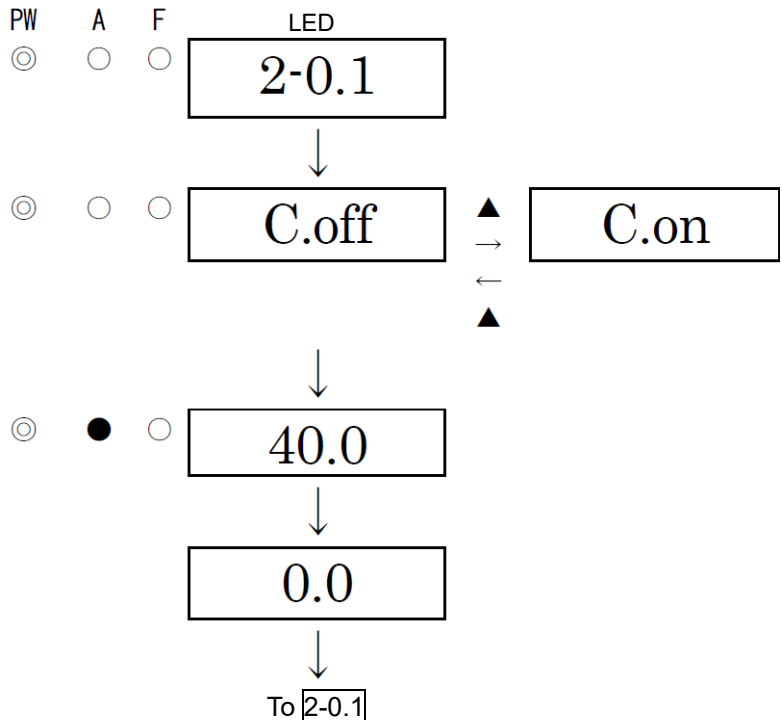 PW A F LED
◎ ○ ○ 2-0.1
↓
◎ ○ ○ C.off ▲ C.on
→
←
▲
↓
◎ ● ○ 40.0
↓
0.0
↓
To 2-0.1